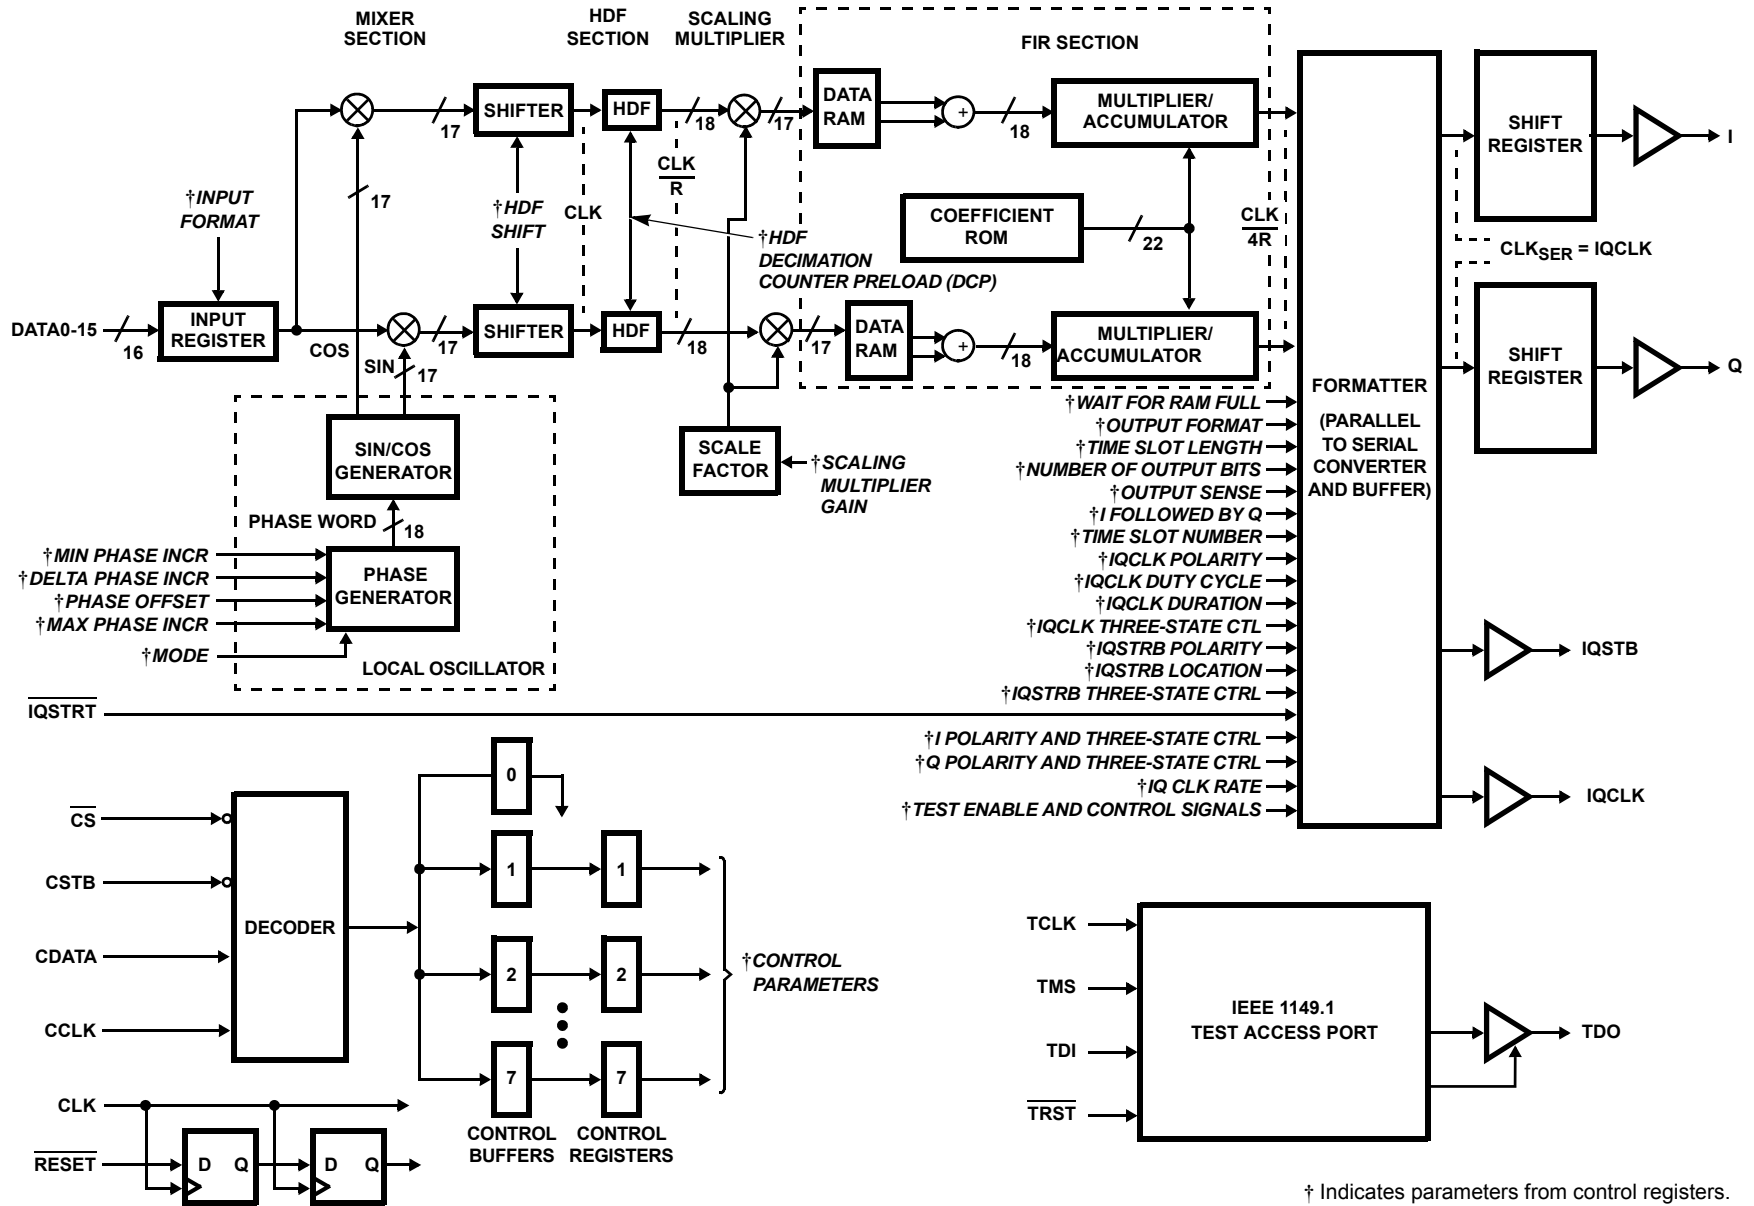 MIXER
SECTION
HDF
SECTION
SCALING
MULTIPLIER
FIR SECTION
17
SHIFTER
HDF
18
17
DATA
RAM
+
18
MULTIPLIER/
ACCUMULATOR
SHIFT
REGISTER
I
†INPUT
FORMAT
17
†HDF
SHIFT
CLK
CLK
R
†HDF
DECIMATION
COUNTER PRELOAD (DCP)
COEFFICIENT
ROM
22
CLK
4R
CLKSER = IQCLK
DATA0-15
16
INPUT
REGISTER
COS
SIN
17
17
SHIFTER
HDF
18
17
DATA
RAM
+
18
MULTIPLIER/
ACCUMULATOR
SHIFT
REGISTER
Q
FORMATTER
(PARALLEL
TO SERIAL
CONVERTER
AND BUFFER)
SIN/COS
GENERATOR
SCALE
FACTOR
†SCALING
MULTIPLIER
GAIN
PHASE WORD
18
†MIN PHASE INCR
†DELTA PHASE INCR
†PHASE OFFSET
†MAX PHASE INCR
†MODE
PHASE
GENERATOR
LOCAL OSCILLATOR
†WAIT FOR RAM FULL
†OUTPUT FORMAT
†TIME SLOT LENGTH
†NUMBER OF OUTPUT BITS
†OUTPUT SENSE
†I FOLLOWED BY Q
†TIME SLOT NUMBER
†IQCLK POLARITY
†IQCLK DUTY CYCLE
†IQCLK DURATION
†IQCLK THREE-STATE CTL
†IQSTRB POLARITY
†IQSTRB LOCATION
†IQSTRB THREE-STATE CTRL
IQSTRT
†I POLARITY AND THREE-STATE CTRL
†Q POLARITY AND THREE-STATE CTRL
†IQ CLK RATE
†TEST ENABLE AND CONTROL SIGNALS
IQSTB
IQCLK
CS
CSTB
CDATA
CCLK
DECODER
0
1
1
2
2
7
7
†CONTROL
PARAMETERS
CONTROL
BUFFERS
CONTROL
REGISTERS
CLK
RESET
D
Q
D
Q
TCLK
TMS
TDI
TRST
IEEE 1149.1
TEST ACCESS PORT
TDO
† Indicates parameters from control registers.